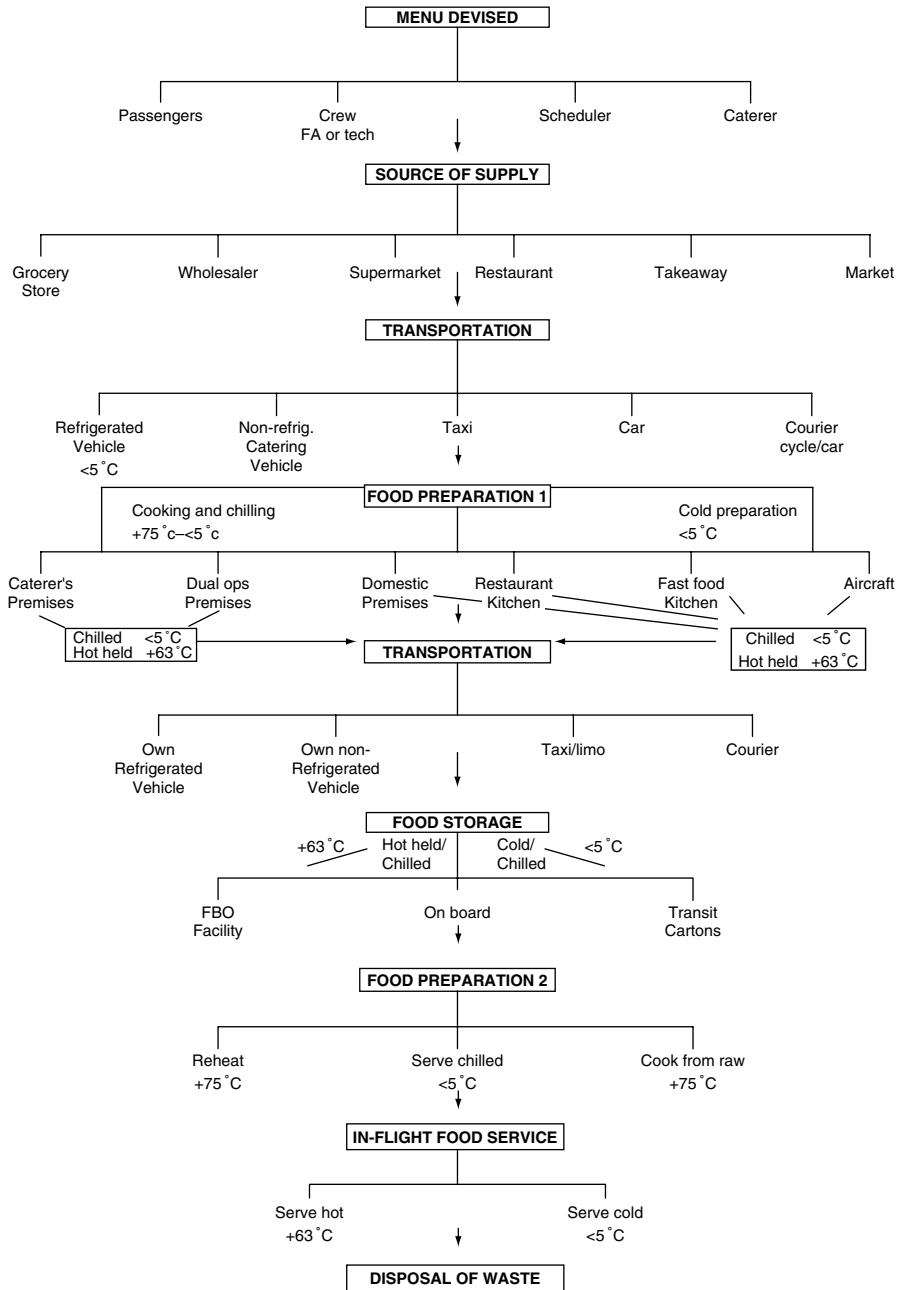 MENU DEVISED
Passengers
Crew
FA or tech
Scheduler
Caterer
SOURCE OF SUPPLY
Grocery
Store
Wholesaler
Supermarket
Restaurant
Takeaway
Market
TRANSPORTATION
Refrigerated
Vehicle
<5°C
Non-refrig.
Catering
Vehicle
Taxi
Car
Courier
cycle/car
FOOD PREPARATION 1
Cooking and chilling
+75°c–<5°c
Cold preparation
<5°C
Caterer's
Premises
Dual ops
Premises
Domestic
Premises
Restaurant
Kitchen
Fast food
Kitchen
Aircraft
Chilled <5°C
Hot held +63°C
TRANSPORTATION
Chilled <5°C
Hot held +63°C
Own
Refrigerated
Vehicle
Own non-
Refrigerated
Vehicle
Taxi/limo
Courier
FOOD STORAGE
+63°C
Hot held/
Chilled
Cold/
Chilled
<5°C
FBO
Facility
On board
Transit
Cartons
FOOD PREPARATION 2
Reheat
+75°C
Serve chilled
<5°C
Cook from raw
+75°C
IN-FLIGHT FOOD SERVICE
Serve hot
+63°C
Serve cold
<5°C
DISPOSAL OF WASTE